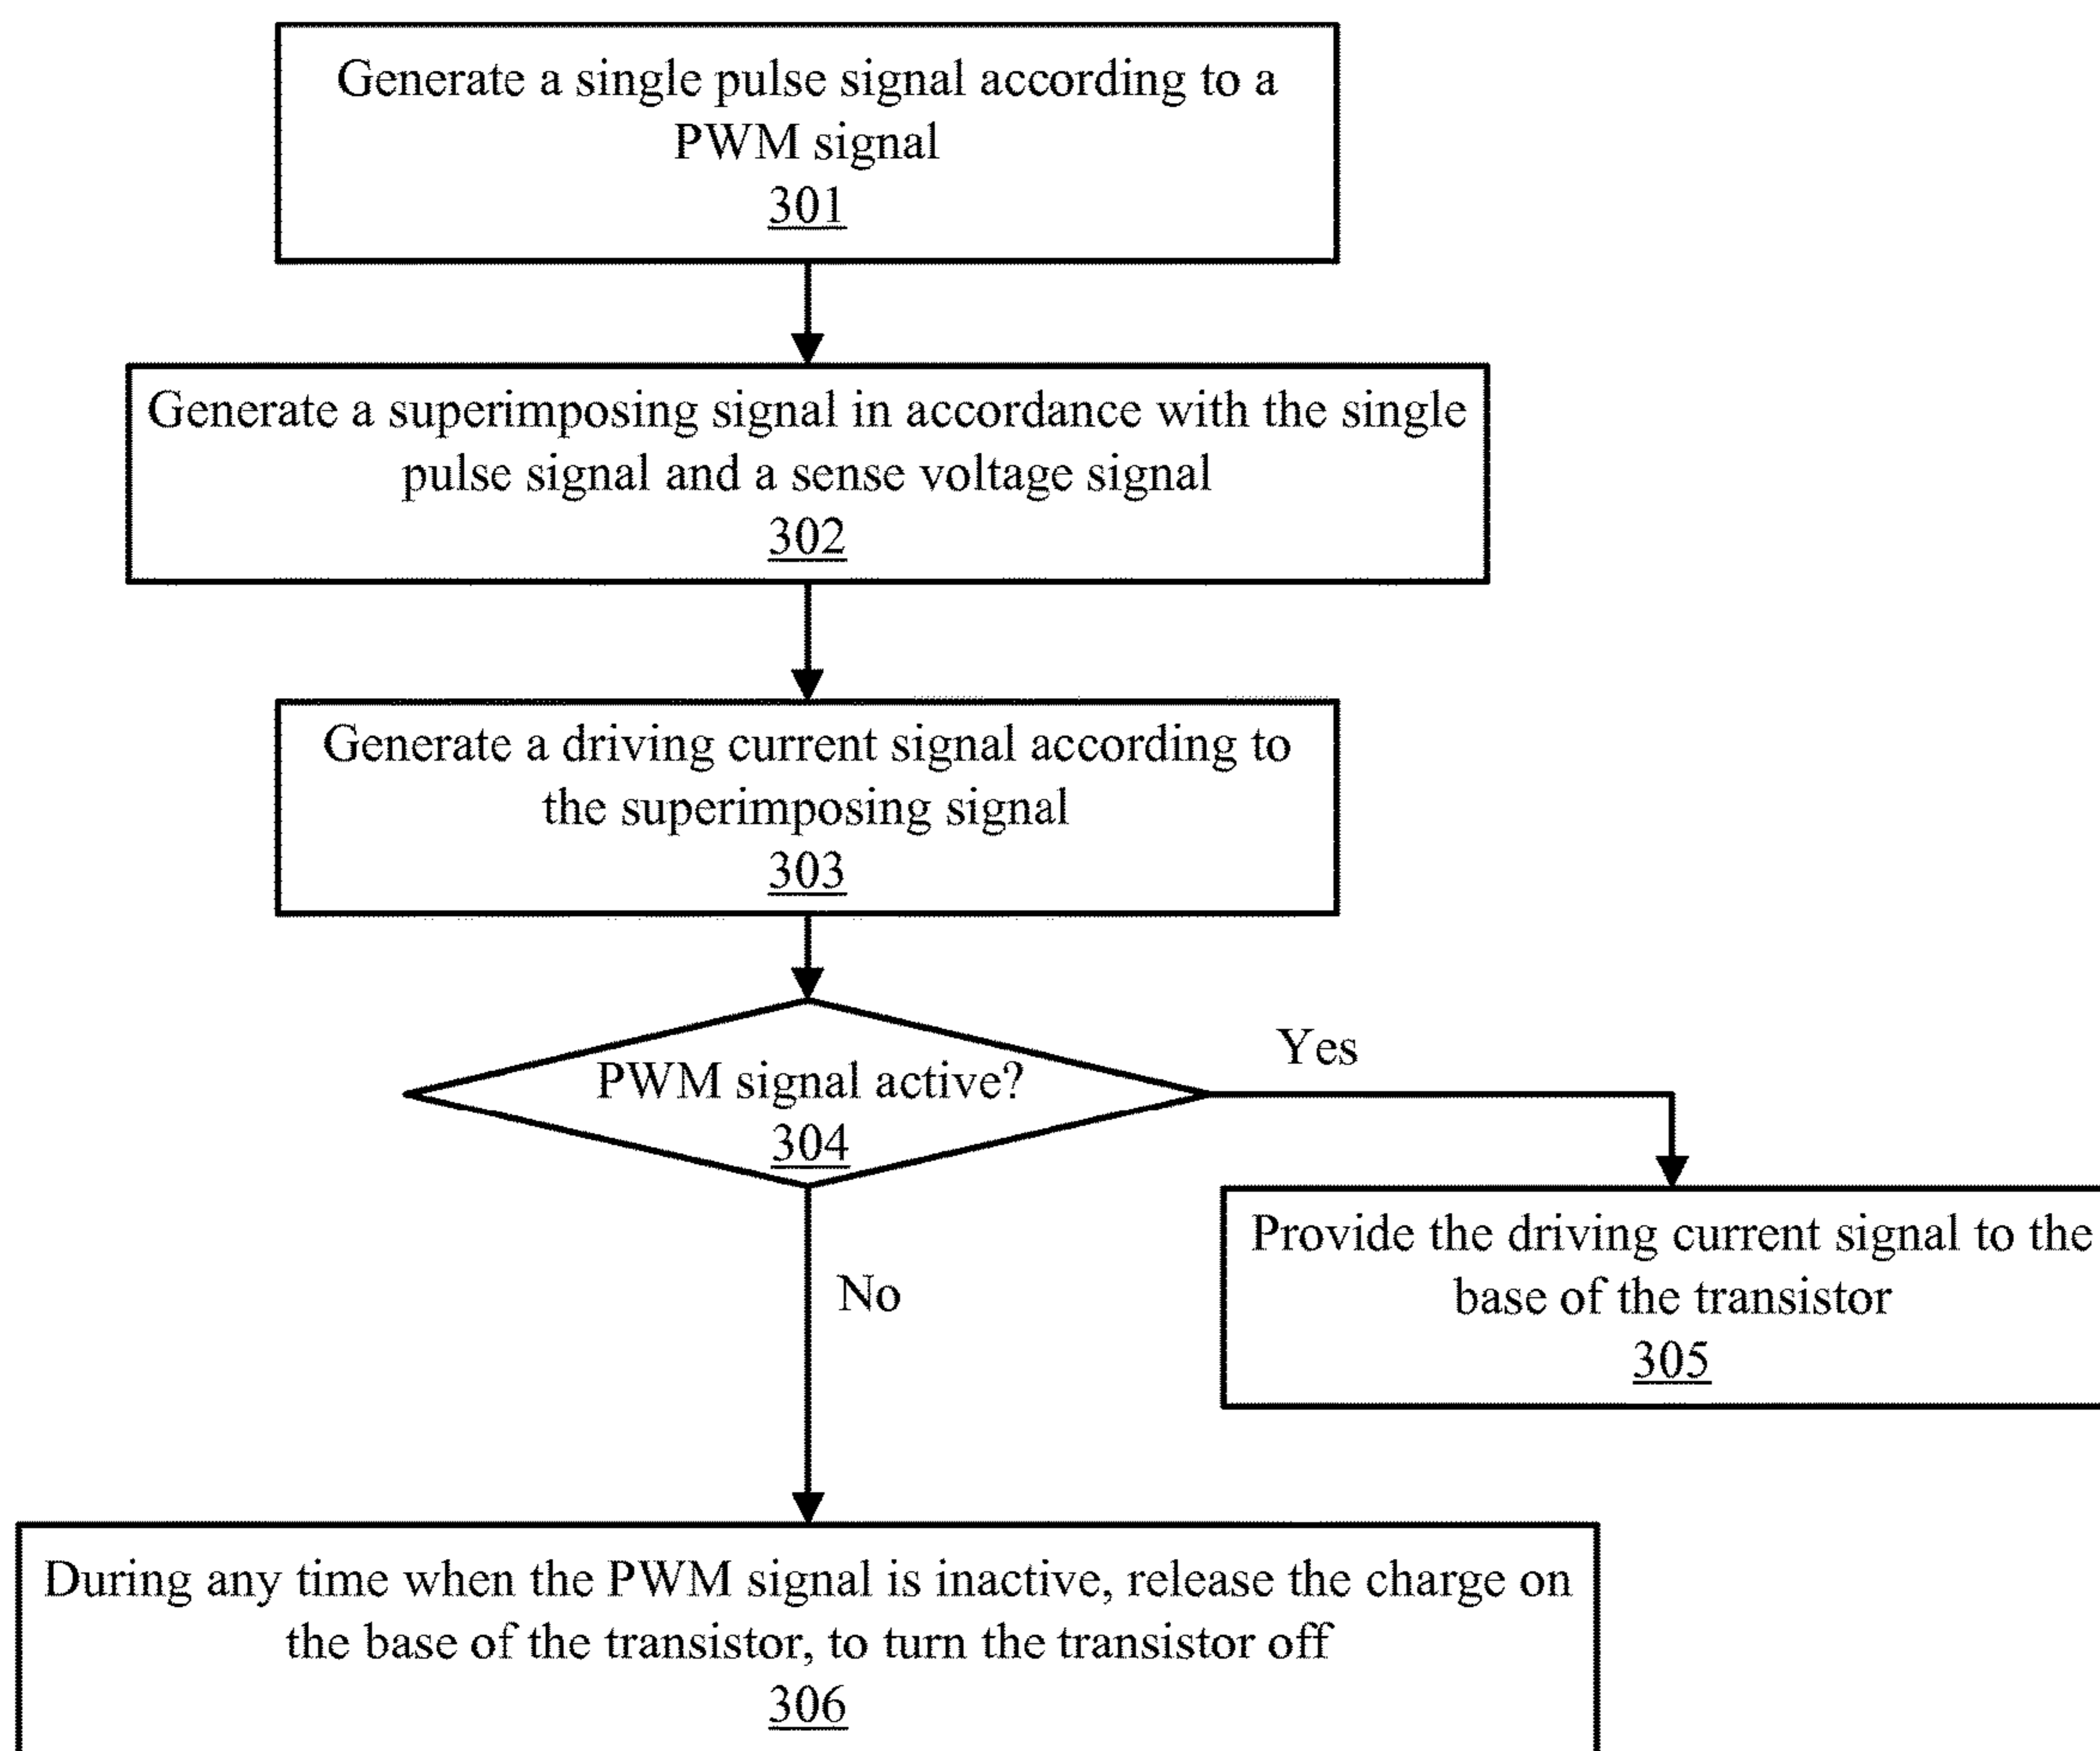 Generate a single pulse signal according to a
PWM signal
301
Generate a superimposing signal in accordance with the single
pulse signal and a sense voltage signal
302
Generate a driving current signal according to
the superimposing signal
303
PWM signal active?
304
Yes
Provide the driving current signal to the
base of the transistor
305
No
During any time when the PWM signal is inactive, release the charge on
the base of the transistor, to turn the transistor off
306